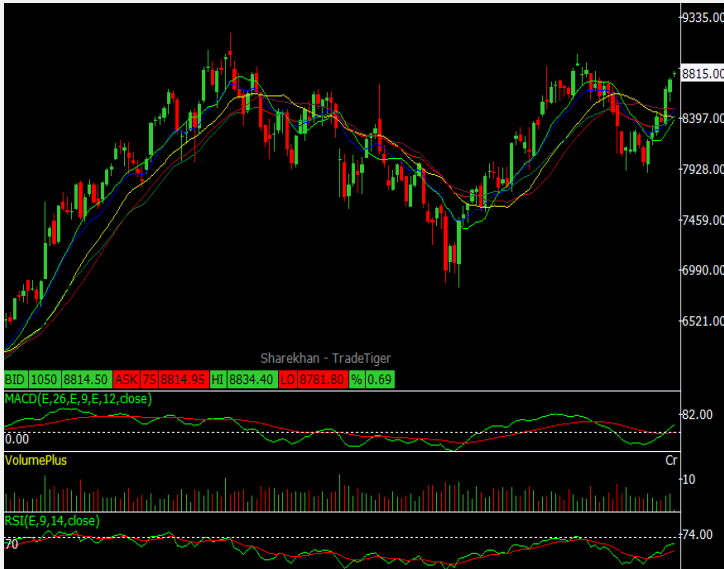 9335.00
8815.00
8397.00
7928.00
7459.00
6990.00
6521.00
Sharekhan - TradeTiger
BID 1050 8814.50 ASK 75 8814.95 HI 8834.40 LO 8781.80 % 0.69
MACD(E,26,E,9,E,12,close)
82.00
0.00
VolumePlus Cr
10
RSI(E,9,14,close)
74.00
70